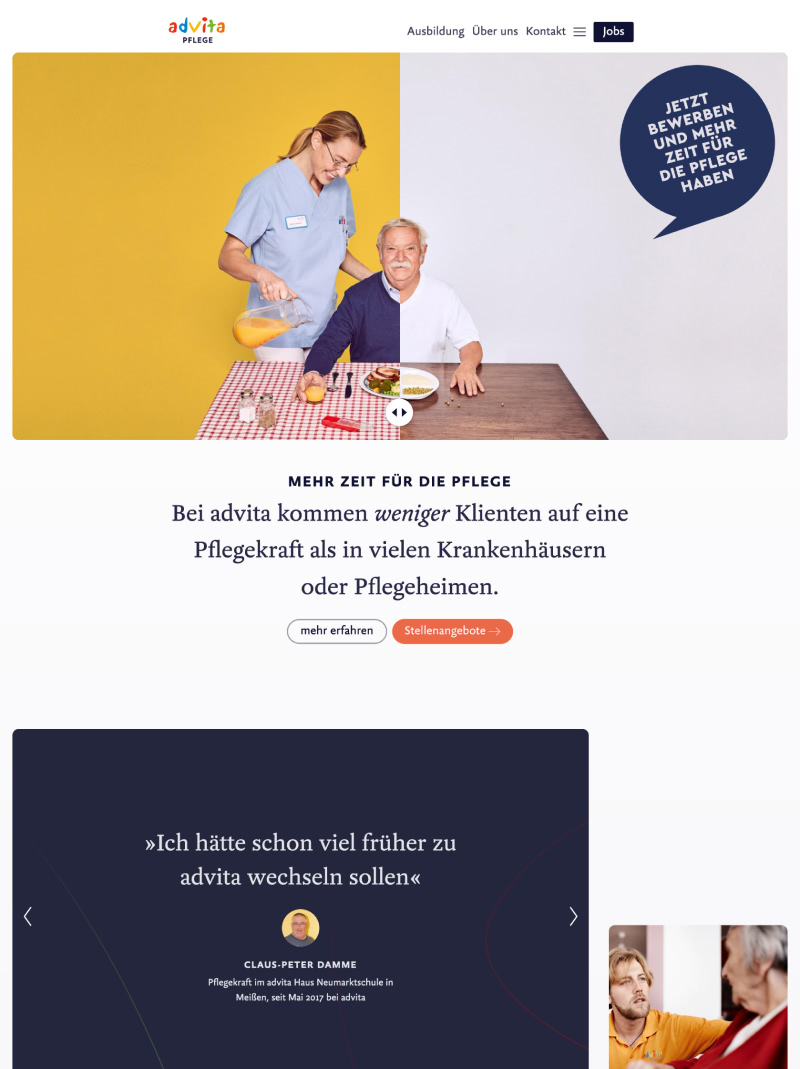 advita
PFLEGE
Ausbildung Über uns Kontakt Jobs
JETZT
BEWERBEN
UND MEHR
ZEIT FÜR
DIE PFLEGE
HABEN
MEHR ZEIT FÜR DIE PFLEGE
Bei advita kommen weniger Klienten auf eine
Pflegekraft als in vielen Krankenhäusern
oder Pflegeheimen.
mehr erfahren
Stellenangebote →
»Ich hätte schon viel früher zu
advita wechseln sollen«
CLAUS-PETER DAMME
Pflegekraft im advita Haus Neumarktschule in
Meißen, seit Mai 2017 bei advita